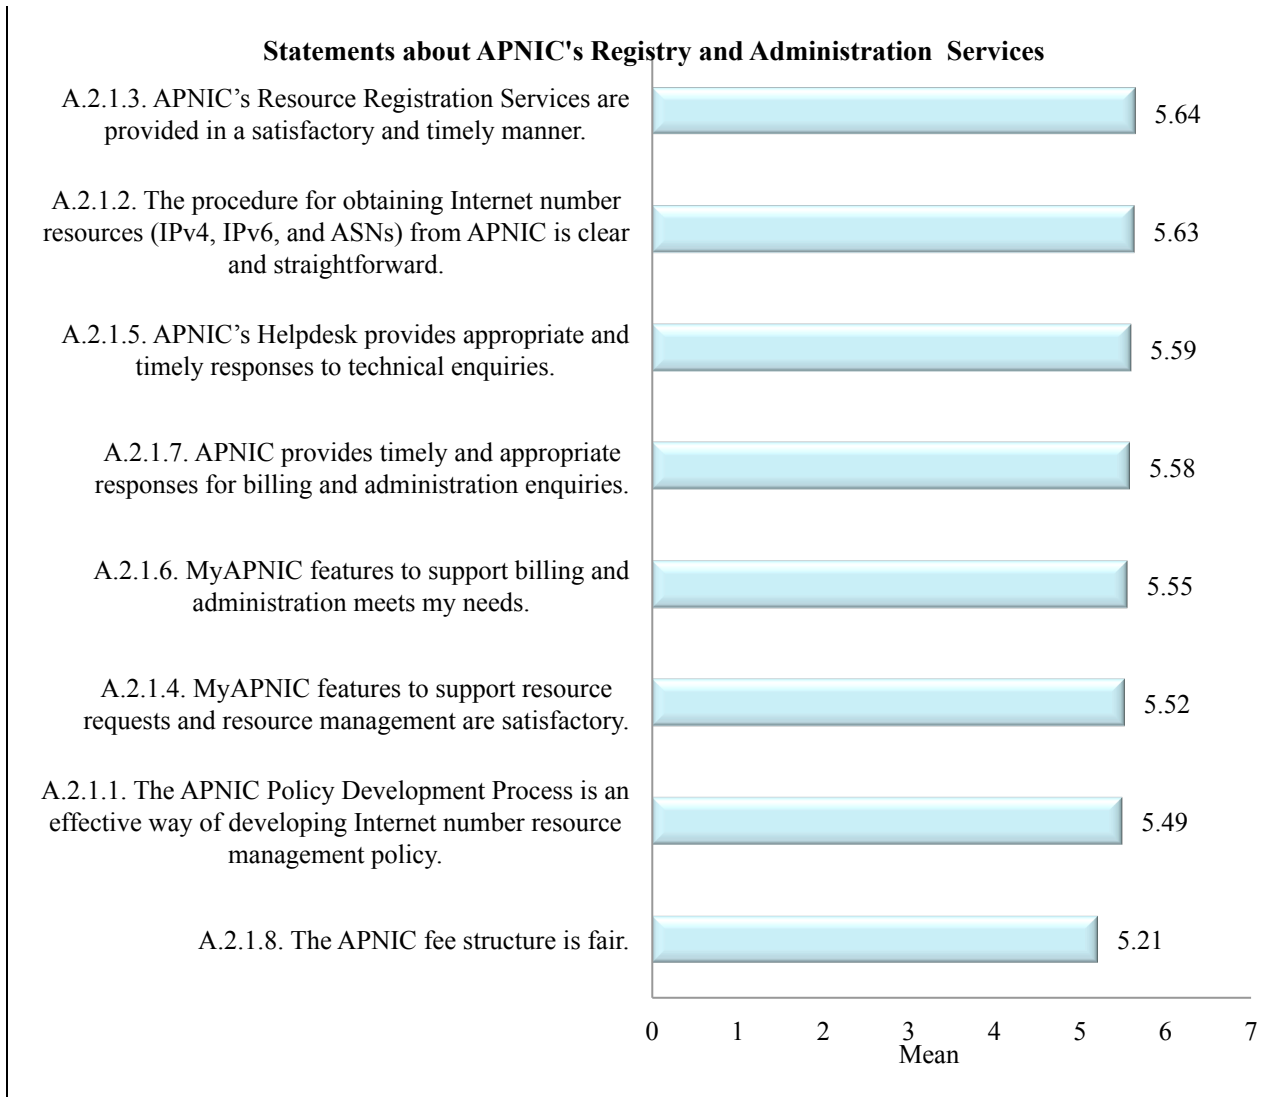 Statements about APNIC's Registry and Administration  Services
A.2.1.3. APNIC’s Resource Registration Services are
provided in a satisfactory and timely manner.
5.64
A.2.1.2. The procedure for obtaining Internet number
resources (IPv4, IPv6, and ASNs) from APNIC is clear
and straightforward.
5.63
A.2.1.5. APNIC’s Helpdesk provides appropriate and
timely responses to technical enquiries.
5.59
A.2.1.7. APNIC provides timely and appropriate
responses for billing and administration enquiries.
5.58
A.2.1.6. MyAPNIC features to support billing and
administration meets my needs.
5.55
A.2.1.4. MyAPNIC features to support resource
requests and resource management are satisfactory.
5.52
A.2.1.1. The APNIC Policy Development Process is an
effective way of developing Internet number resource
management policy.
5.49
A.2.1.8. The APNIC fee structure is fair.
5.21
0 1 2 3 4 5 6 7
Mean